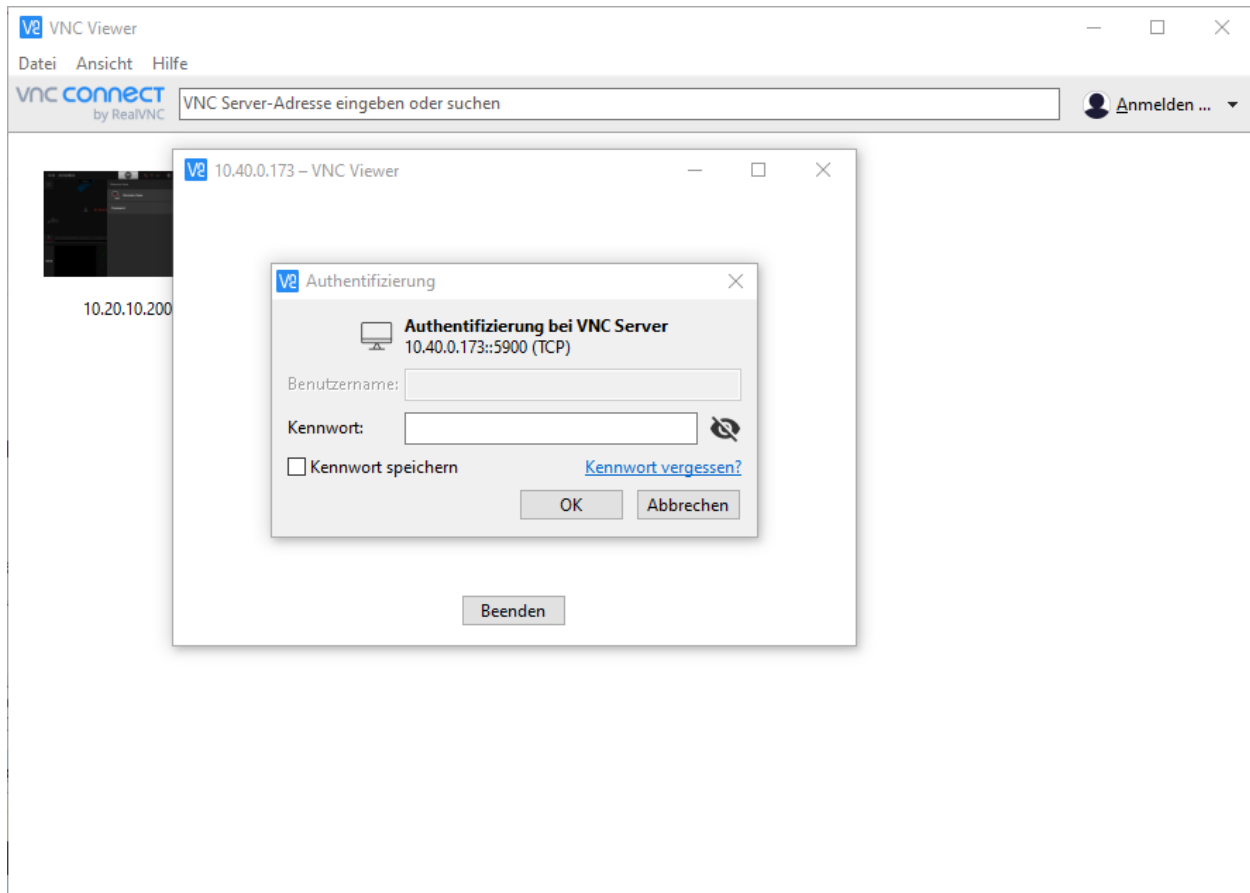 VNC Viewer
Datei Ansicht Hilfe
vnc connect
by RealVNC
VNC Server-Adresse eingeben oder suchen
Anmelden ...
10.40.0.173 – VNC Viewer
10.20.10.200
Authentifizierung
Authentifizierung bei VNC Server
10.40.0.173::5900 (TCP)
Benutzername:
Kennwort:
Kennwort speichern
Kennwort vergessen?
OK
Abbrechen
Beenden